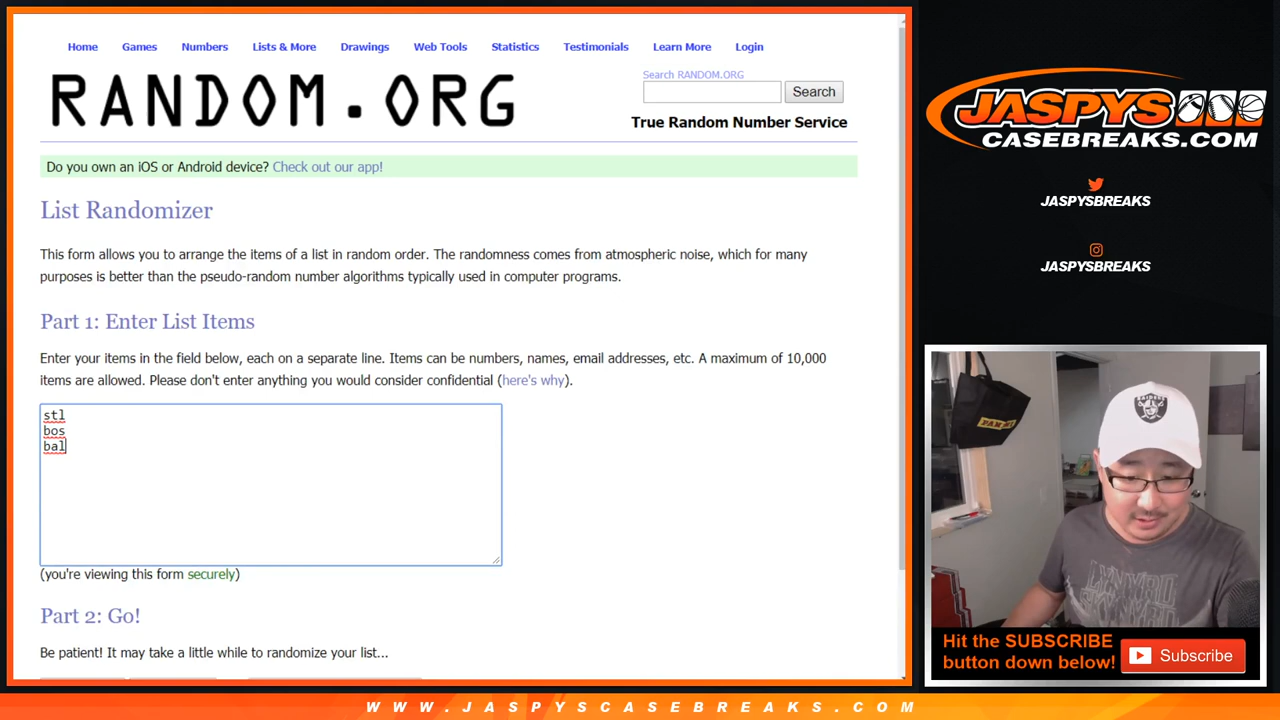 Home Games Numbers Lists & More Drawings Web Tools Statistics Testimonials Learn More Login
RANDOM.ORG
Search RANDOM.ORG
Search
True Random Number Service
Do you own an iOS or Android device? Check out our app!
List Randomizer
This form allows you to arrange the items of a list in random order. The randomness comes from atmospheric noise, which for many
purposes is better than the pseudo-random number algorithms typically used in computer programs.
Part 1: Enter List Items
Enter your items in the field below, each on a separate line. Items can be numbers, names, email addresses, etc. A maximum of 10,000
items are allowed. Please don't enter anything you would consider confidential (here's why).
stl
bos
bal
(you're viewing this form securely)
Part 2: Go!
Be patient! It may take a little while to randomize your list...
JASPYS
CASEBREAKS.COM
JASPYSBREAKS
JASPYSBREAKS
RAIDERS
LYNYRD
SKYNYRD
Hit the SUBSCRIBE
button down below!
Subscribe
WWW.JASPYSCASEBREAKS.COM